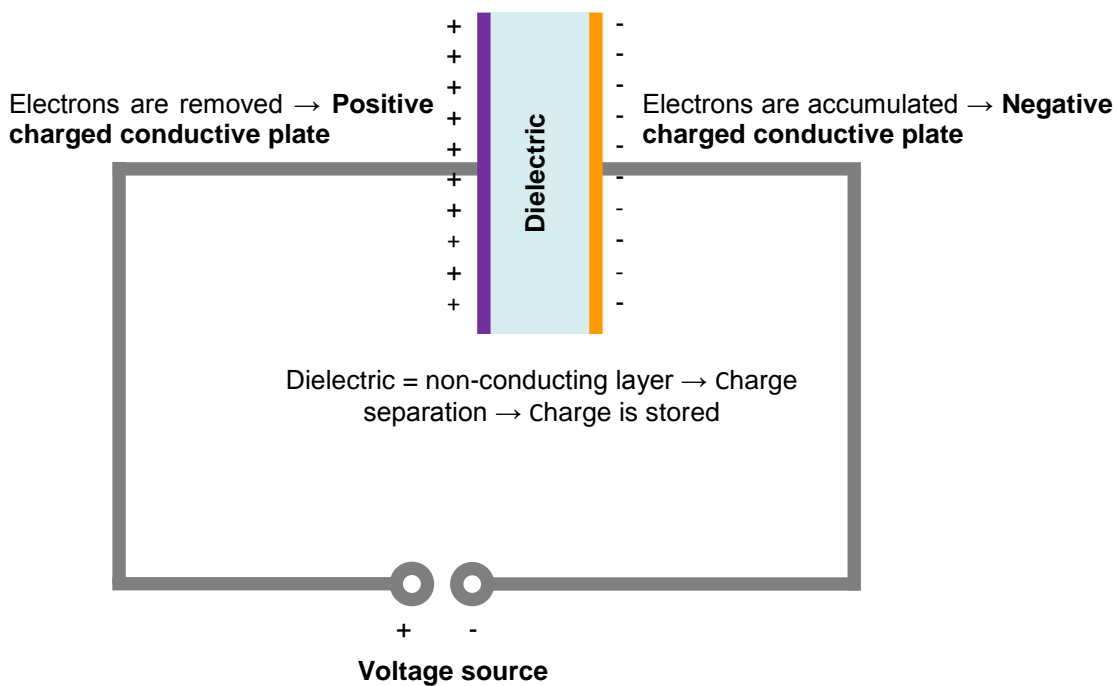 + -
+ -
+ -
Electrons are removed → Positive
charged conductive plate
Electrons are accumulated → Negative
charged conductive plate
+ -
+ -
+ -
+ -
+ -
+ -
+ -
Dielectric
Dielectric = non-conducting layer → Charge
separation → Charge is stored
+ -
Voltage source